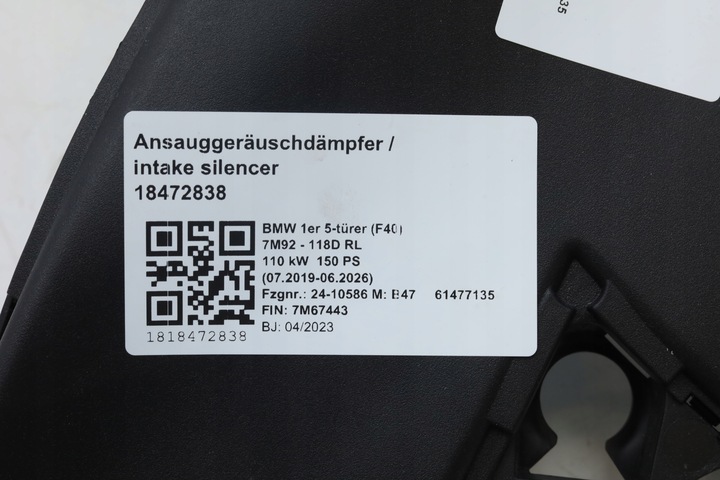 35
Ansauggeräuschdämpfer /
intake silencer
18472838
BMW 1er 5-türer (F40)
7M92 - 118D RL
110 kW 150 PS
(07.2019-06.2026)
Fzgnr.: 24-10586 M: B47 61477135
FIN: 7M67443
BJ: 04/2023
1818472838